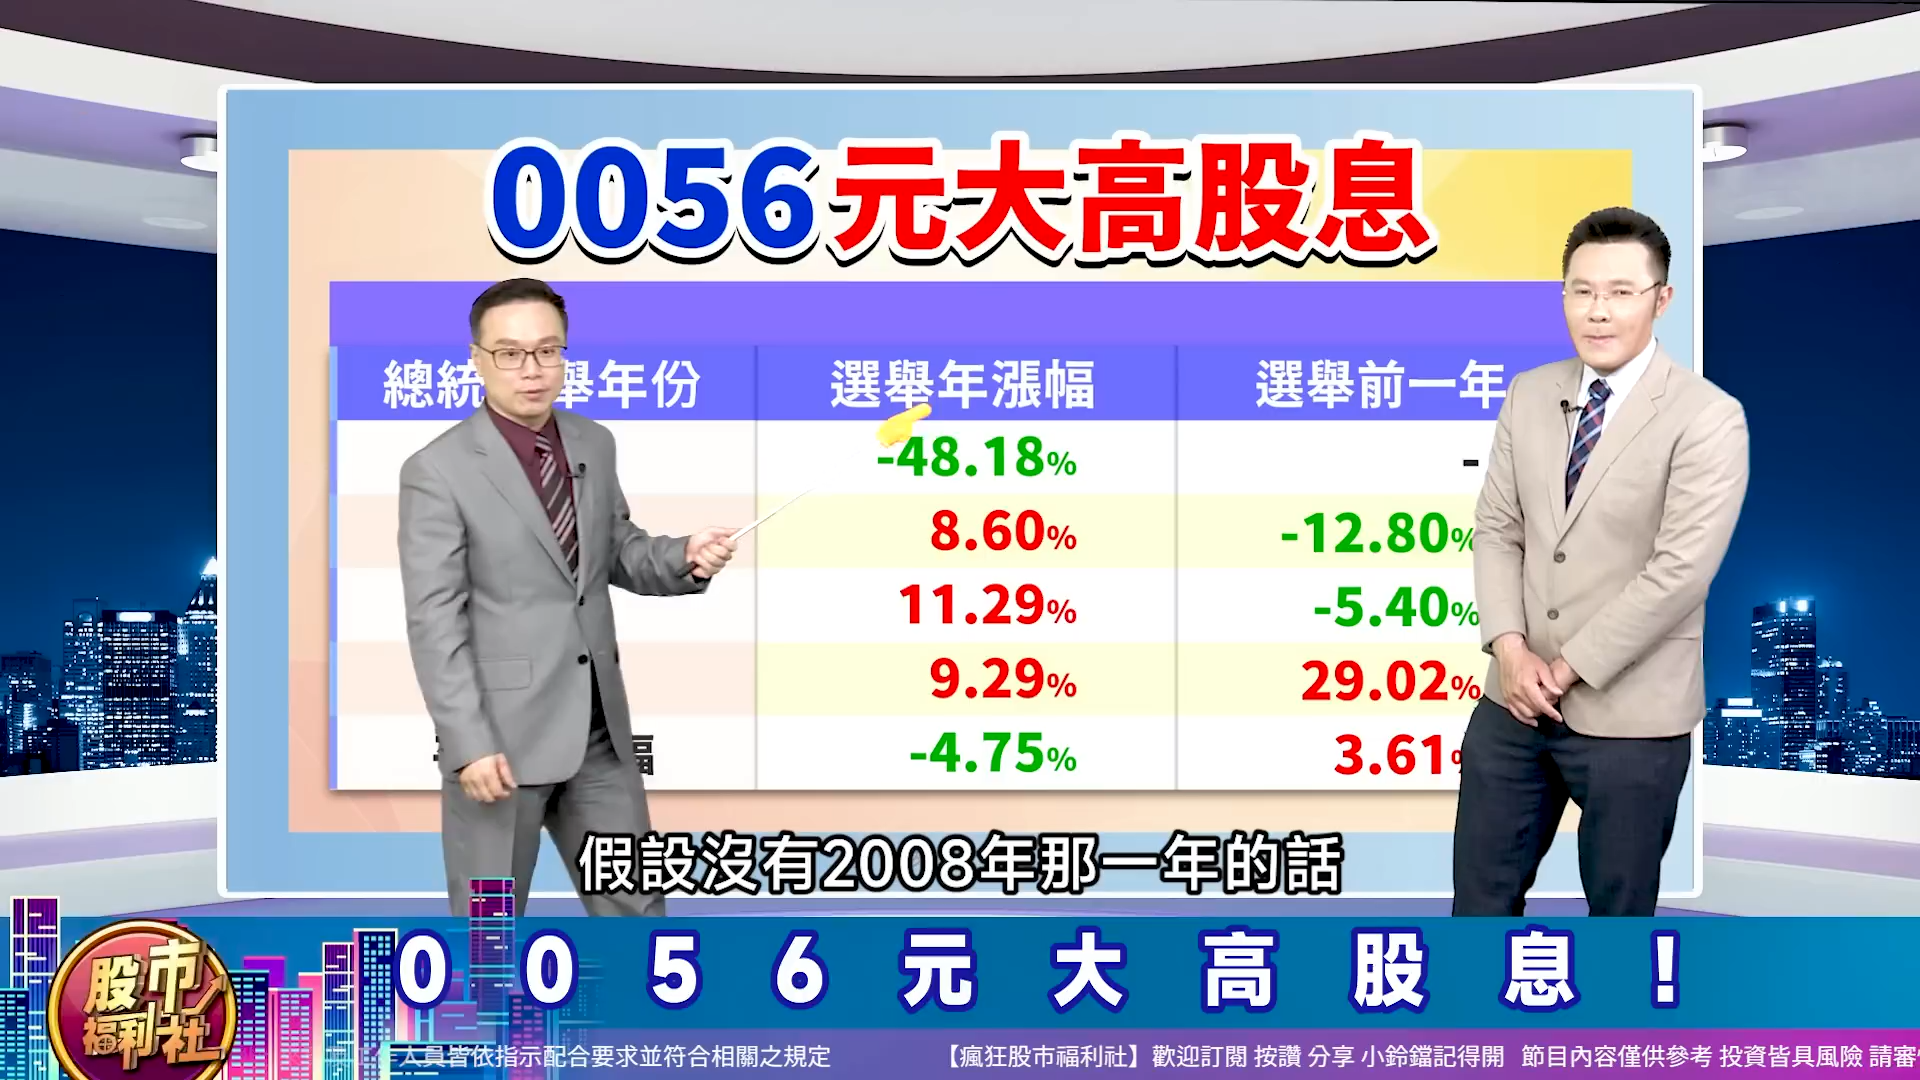 0056元大高股息
總統 舉年份 選舉年漲幅 選舉前一年
-48.18% -
8.60% -12.80%
11.29% -5.40%
9.29% 29.02%
幅 -4.75% 3.61%
假設沒有2008年那一年的話
0056元大高股息!
股市
福利社
人員皆依指示配合要求並符合相關之規定 【瘋狂股市福利社】歡迎訂閱 按讚 分享 小鈴鐺記得開 節目內容僅供參考 投資皆具風險 請審